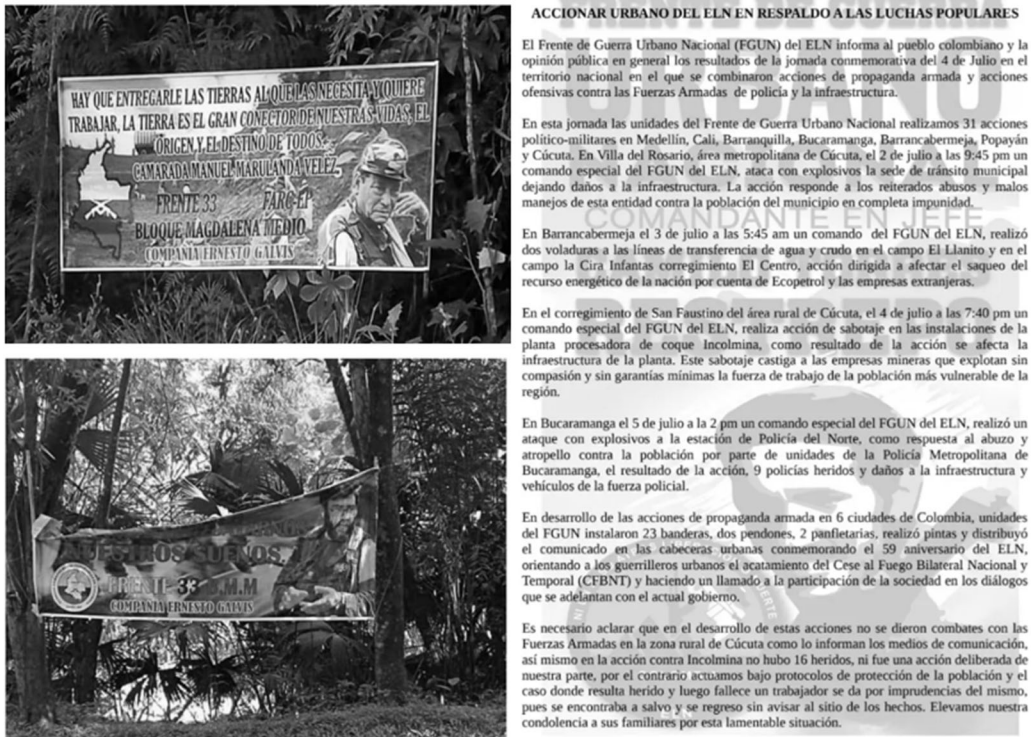 HAY QUE ENTREGARLE LAS TIERRAS AL QUE LAS NECESITA Y QUIERE
TRABAJAR, LA TIERRA ES EL GRAN CONECTOR DE NUESTRAS VIDAS, EL
ORIGEN Y EL DESTINO DE TODOS.
CAMARADA MANUEL MARULANDA VELEZ
FRENTE 33 FARC-EP
BLOQUE MAGDALENA MEDIO
COMPAÑIA ERNESTO GALVIS
NUESTROS SUEÑOS
FRENTE 33 B.M.M
COMPAÑIA ERNESTO GALVIS
ACCIONAR URBANO DEL ELN EN RESPALDO A LAS LUCHAS POPULARES
El Frente de Guerra Urbano Nacional (FGUN) del ELN informa al pueblo colombiano y la
opinión pública en general los resultados de la jornada conmemorativa del 4 de Julio en el
territorio nacional en el que se combinaron acciones de propaganda armada y acciones
ofensivas contra las Fuerzas Armadas de policía y la infraestructura.
En esta jornada las unidades del Frente de Guerra Urbano Nacional realizamos 31 acciones
político-militares en Medellín, Cali, Barranquilla, Bucaramanga, Barrancabermeja, Popayán
y Cúcuta. En Villa del Rosario, área metropolitana de Cúcuta, el 2 de julio a las 9:45 pm un
comando especial del FGUN del ELN, ataca con explosivos la sede de tránsito municipal
dejando daños a la infraestructura. La acción responde a los reiterados abusos y malos
manejos de esta entidad contra la población del municipio en completa impunidad.
COMANDANTE EN JEFE
En Barrancabermeja el 3 de julio a las 5:45 am un comando del FGUN del ELN, realizó
dos voladuras a las líneas de transferencia de agua y crudo en el campo El Llanito y en el
campo la Cira Infantas corregimiento El Centro, acción dirigida a afectar el saqueo del
recurso energético de la nación por cuenta de Ecopetrol y las empresas extranjeras.
En el corregimiento de San Faustino del área rural de Cúcuta, el 4 de julio a las 7:40 pm un
comando especial del FGUN del ELN, realiza acción de sabotaje en las instalaciones de la
planta procesadora de coque Incolmina, como resultado de la acción se afecta la
infraestructura de la planta. Este sabotaje castiga a las empresas mineras que explotan sin
compasión y sin garantías mínimas la fuerza de trabajo de la población más vulnerable de la
región.
En Bucaramanga el 5 de julio a la 2 pm un comando especial del FGUN del ELN, realizó un
ataque con explosivos a la estación de Policía del Norte, como respuesta al abuzo y
atropello contra la población por parte de unidades de la Policía Metropolitana de
Bucaramanga, el resultado de la acción, 9 policías heridos y daños a la infraestructura y
vehículos de la fuerza policial.
En desarrollo de las acciones de propaganda armada en 6 ciudades de Colombia, unidades
del FGUN instalaron 23 banderas, dos pendones, 2 panfletarias, realizó pintas y distribuyó
el comunicado en las cabeceras urbanas conmemorando el 59 aniversario del ELN,
orientando a los guerrilleros urbanos el acatamiento del Cese al Fuego Bilateral Nacional y
Temporal (CFBNT) y haciendo un llamado a la participación de la sociedad en los diálogos
que se adelantan con el actual gobierno.
Es necesario aclarar que en el desarrollo de estas acciones no se dieron combates con las
Fuerzas Armadas en la zona rural de Cúcuta como lo informan los medios de comunicación,
así mismo en la acción contra Incolmina no hubo 16 heridos, ni fue una acción deliberada de
nuestra parte, por el contrario actuamos bajo protocolos de protección de la población y el
caso donde resulta herido y luego fallece un trabajador se da por imprudencias del mismo,
pues se encontraba a salvo y se regreso sin avisar al sitio de los hechos. Elevamos nuestra
condolencia a sus familiares por esta lamentable situación.